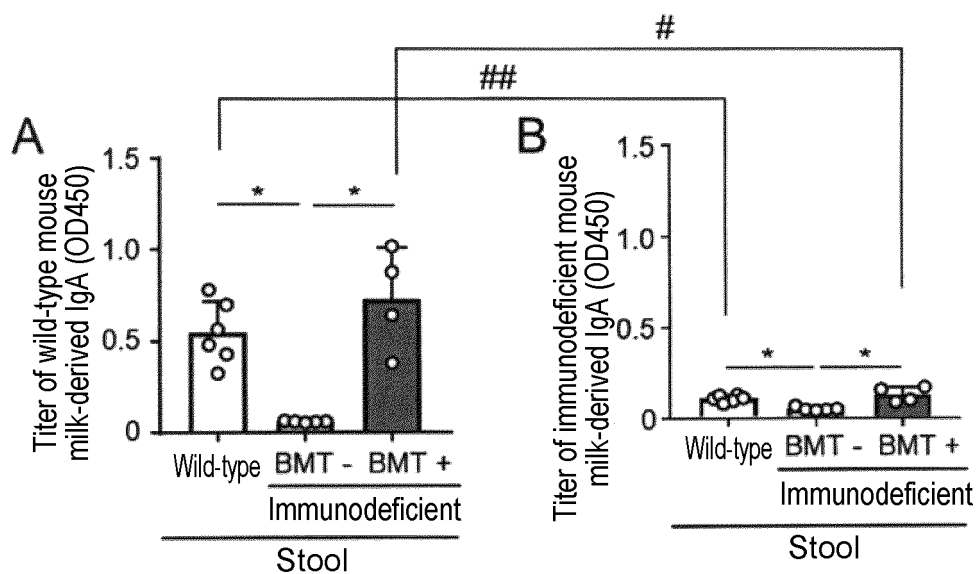 #
##
A
B
Titer of wild-type mouse
milk-derived IgA (OD450)
1.5
1.0
0.5
0
* *
Wild-type BMT - BMT +
Immunodeficient
Stool
Titer of immunodeficient mouse
milk-derived IgA (OD450)
1.5
1.0
0.5
0
* *
Wild-type BMT - BMT +
Immunodeficient
Stool